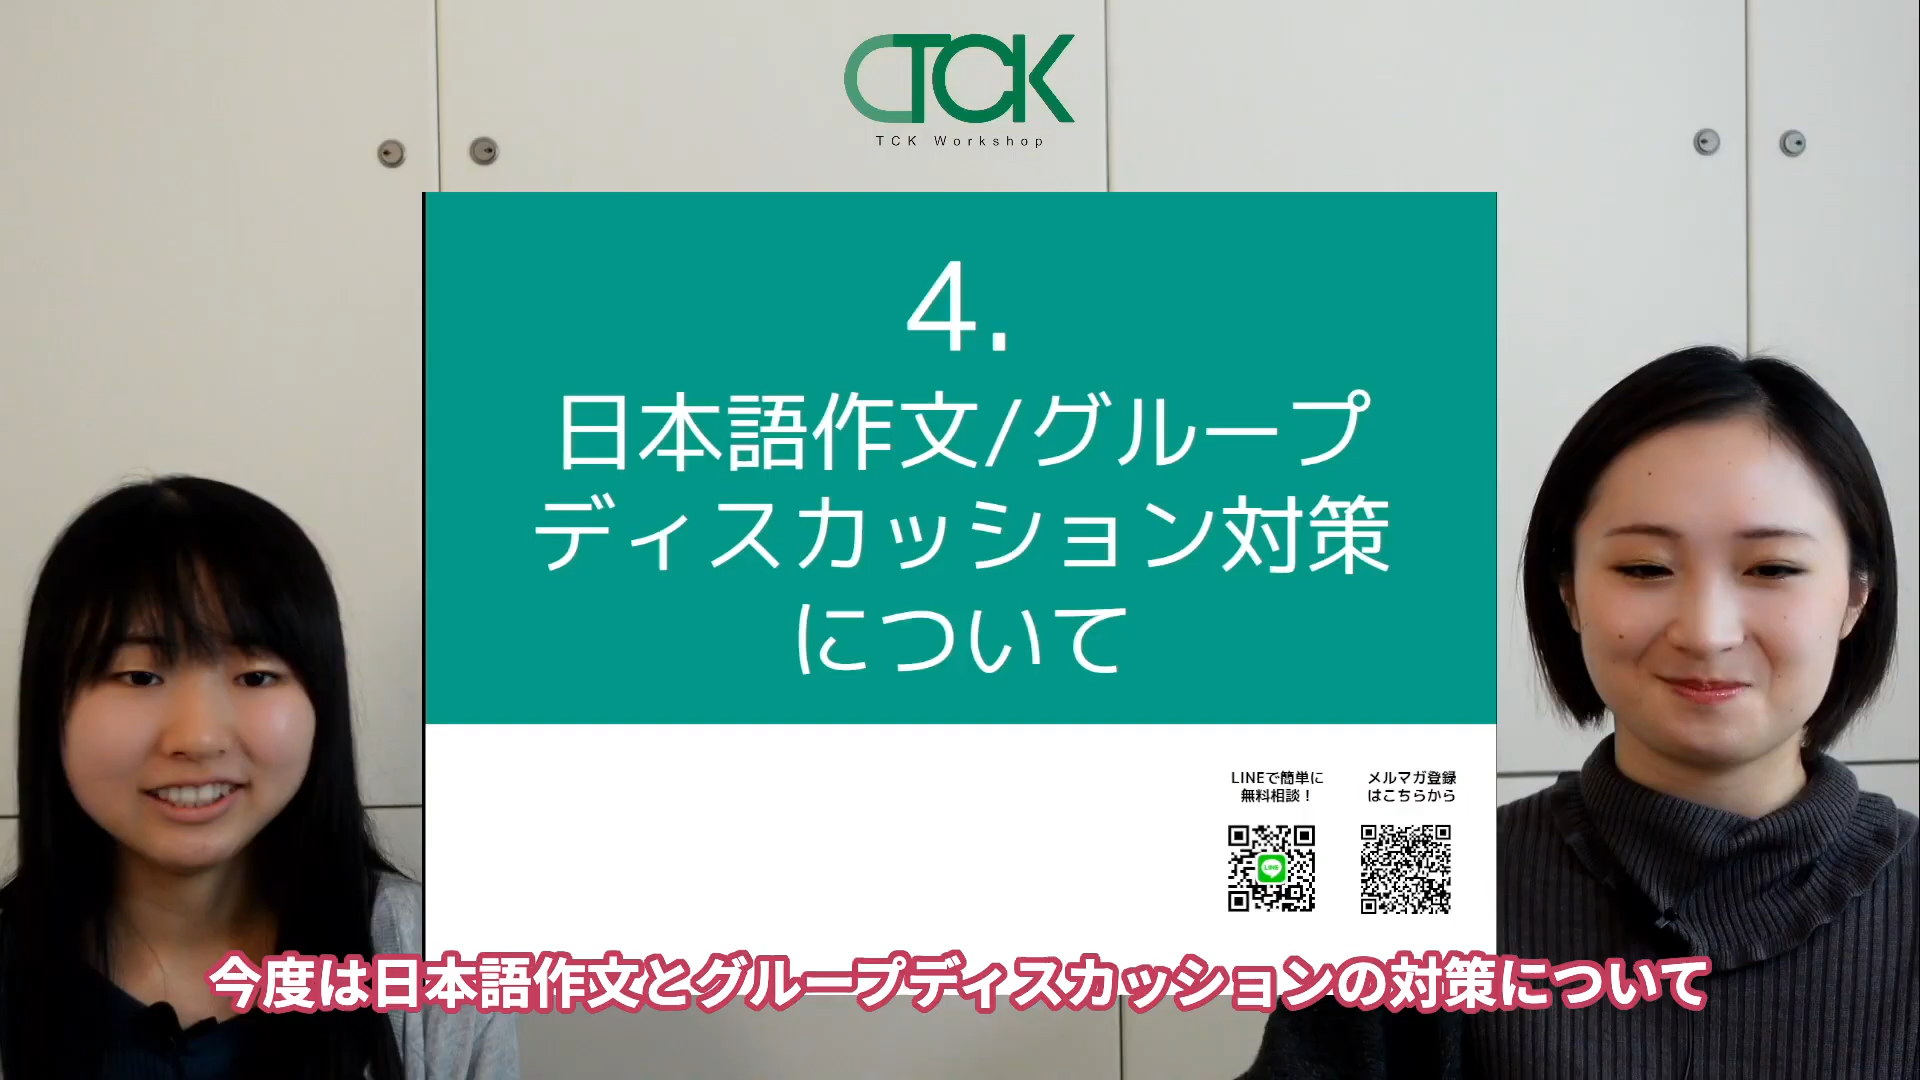 TCK
TCK Workshop
4.
日本語作文/グループ
ディスカッション対策
について
LINEで簡単に
無料相談！
メルマガ登録
はこちらから
LINE
今度は日本語作文とグループディスカッションの対策について